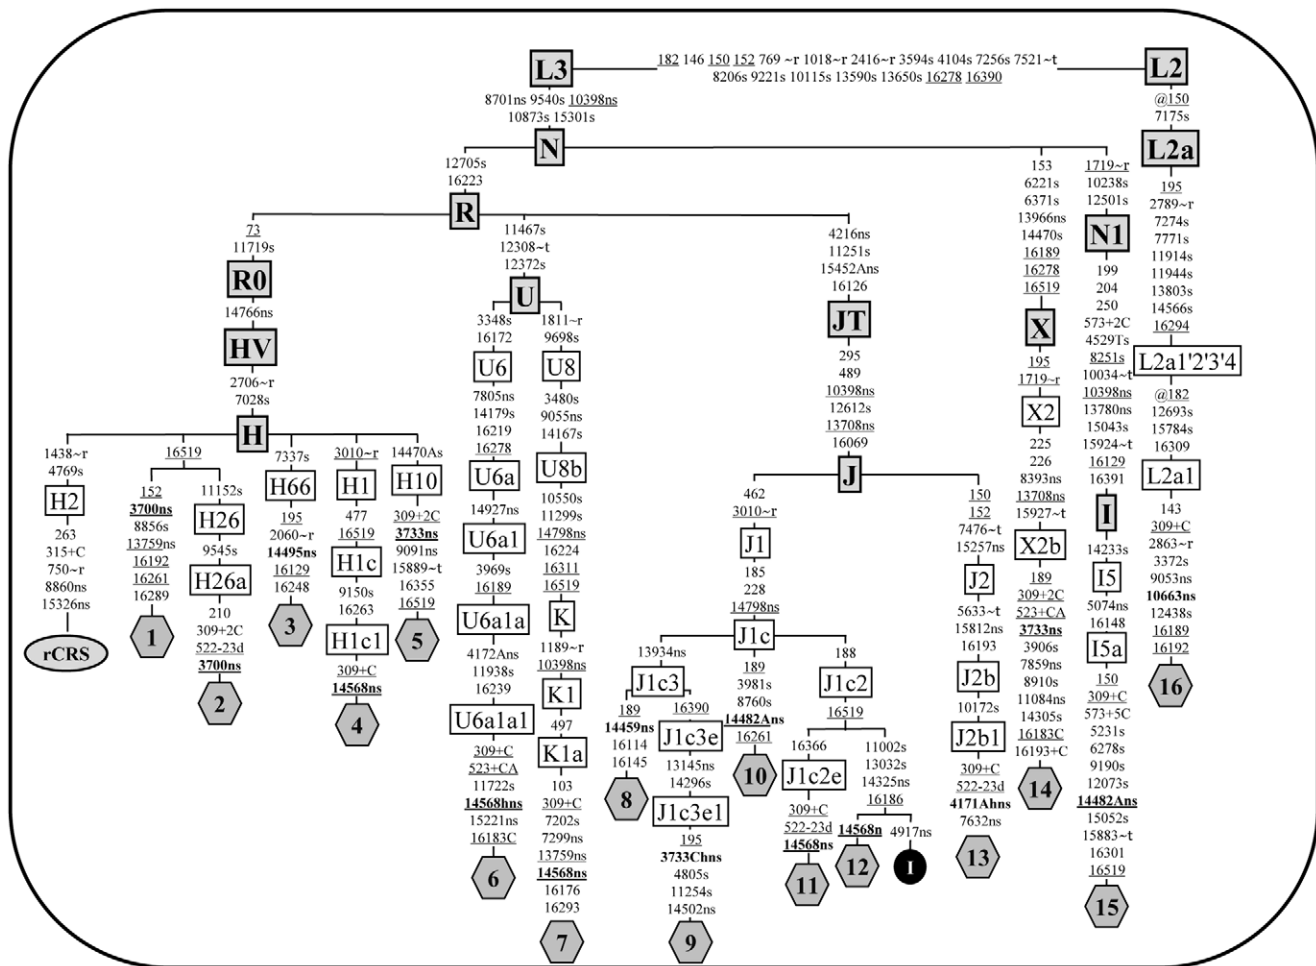 L3
182 146 150 152 769 ~r 1018~r 2416~r 3594s 4104s 7256s 7521~t
8206s 9221s 10115s 13590s 13650s 16278 16390
L2
8701ns 9540s 10398ns
10873s 15301s
N
@150
7175s
L2a
12705s
16223
R
73
11719s
R0
14766ns
HV
2706~r
7028s
H
1438~r
4769s
H2
263
315+C
750~r
8860ns
15326ns
rCRS
16519
152
3700ns
8856s
13759ns
16192
16261
16289
1
11152s
H26
9545s
H26a
210
309+2C
522-23d
3700ns
2
7337s
H66
195
2060~r
14495ns
16129
16248
3
3010~r
H1
477
16519
H1c
9150s
16263
H1c1
309+C
14568ns
4
14470As
H10
309+2C
3733ns
9091ns
15889~t
16355
16519
5
11467s
12308~t
12372s
U
3348s
16172
U6
7805ns
14179s
16219
16278
U6a
14927ns
U6a1
3969s
16189
U6a1a
4172Ans
11938s
16239
U6a1a1
309+C
523+CA
11722s
14568hns
15221ns
16183C
6
1811~r
9698s
U8
3480s
9055ns
14167s
U8b
10550s
11299s
14798ns
16224
16311
16519
K
1189~r
10398ns
K1
497
K1a
103
309+C
7202s
7299ns
13759ns
14568ns
16176
16293
7
4216ns
11251s
15452Ans
16126
JT
295
489
10398ns
12612s
13708ns
16069
J
462
3010~r
J1
185
228
14798ns
J1c
13934ns
J1c3
189
14459ns
16114
16145
8
16390
J1c3e
13145ns
14296s
J1c3e1
195
3733Chns
4805s
11254s
14502ns
9
189
3981s
8760s
14482Ans
16261
10
188
J1c2
16519
16366
J1c2e
309+C
522-23d
14568ns
11
11002s
13032s
14325ns
16186
14568n
12
4917ns
I
150
152
7476~t
15257ns
J2
5633~t
15812ns
16193
J2b
10172s
J2b1
309+C
522-23d
4171Ahns
7632ns
13
153
6221s
6371s
13966ns
14470s
16189
16278
16519
X
195
1719~r
X2
225
226
8393ns
13708ns
15927~t
X2b
189
309+2C
523+CA
3733ns
3906s
7859ns
8910s
11084ns
14305s
16183C
16193+C
14
1719~r
10238s
12501s
N1
199
204
250
573+2C
4529Ts
8251s
10034~t
10398ns
13780ns
15043s
15924~t
16129
16391
I
14233s
I5
5074ns
16148
I5a
150
309+C
573+5C
5231s
6278s
9190s
12073s
14482Ans
15052s
15883~t
16301
16519
15
195
2789~r
7274s
7771s
11914s
11944s
13803s
14566s
16294
L2a1'2'3'4
@182
12693s
15784s
16309
L2a1
143
309+C
2863~r
3372s
9053ns
10663ns
12438s
16189
16192
16